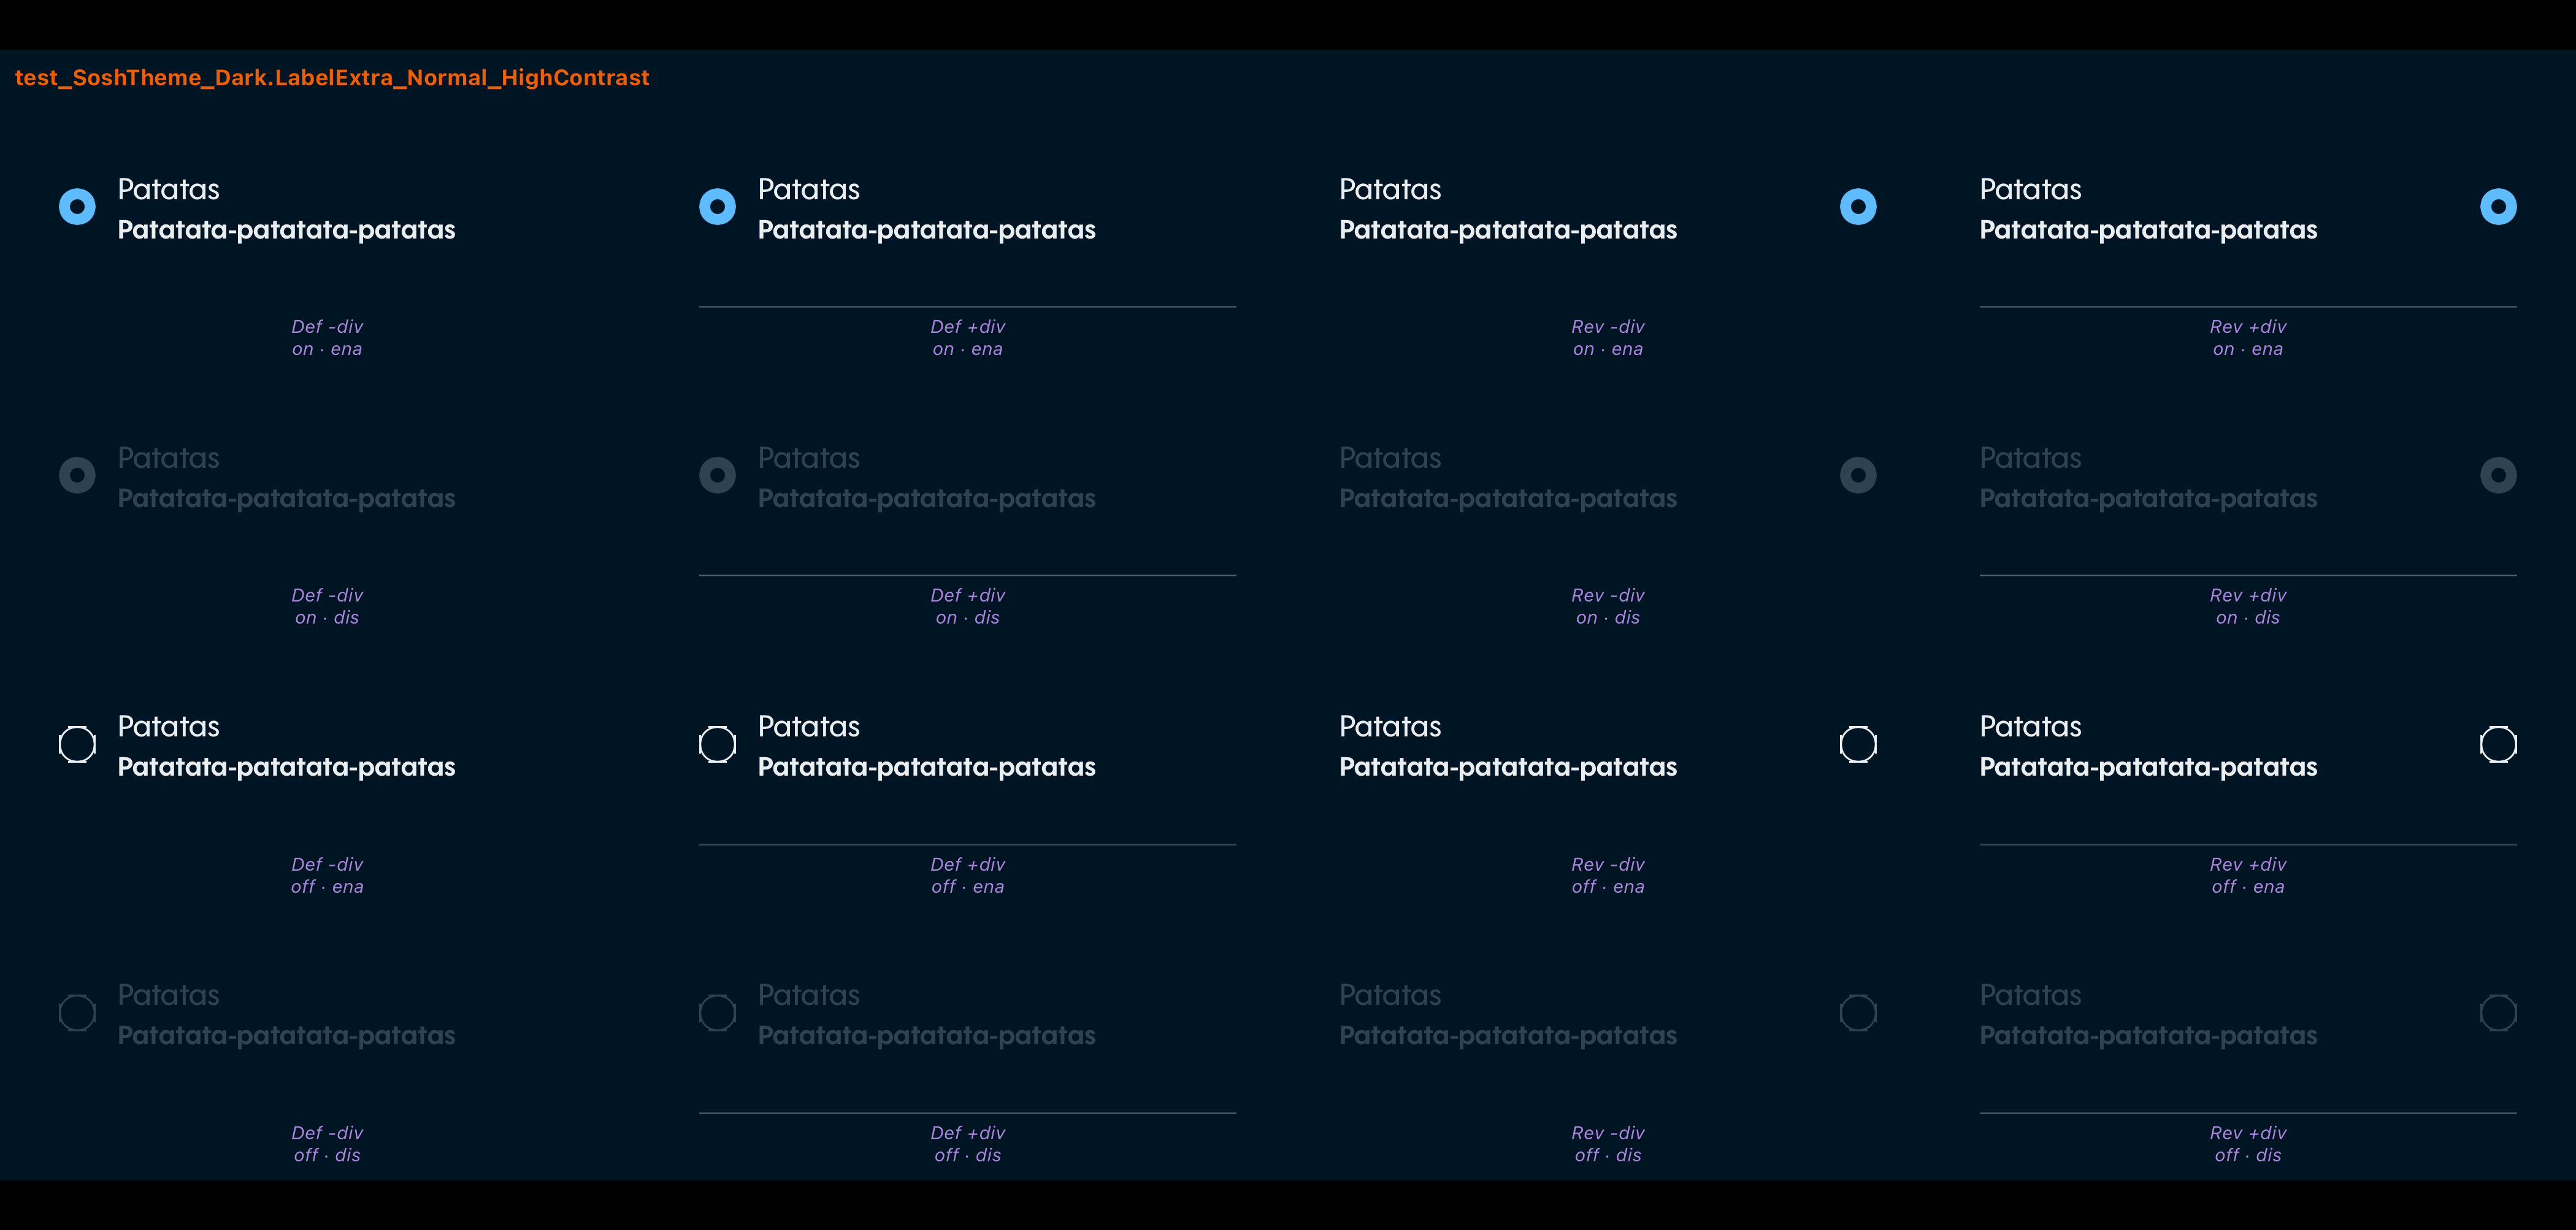 test_SoshTheme_Dark.LabelExtra_Normal_HighContrast
Patatas
Patatata-patatata-patatas
Def -div
on · ena
Patatas
Patatata-patatata-patatas
Def +div
on · ena
Patatas
Patatata-patatata-patatas
Rev -div
on · ena
Patatas
Patatata-patatata-patatas
Rev +div
on · ena
Patatas
Patatata-patatata-patatas
Def -div
on · dis
Patatas
Patatata-patatata-patatas
Def +div
on · dis
Patatas
Patatata-patatata-patatas
Rev -div
on · dis
Patatas
Patatata-patatata-patatas
Rev +div
on · dis
Patatas
Patatata-patatata-patatas
Def -div
off · ena
Patatas
Patatata-patatata-patatas
Def +div
off · ena
Patatas
Patatata-patatata-patatas
Rev -div
off · ena
Patatas
Patatata-patatata-patatas
Rev +div
off · ena
Patatas
Patatata-patatata-patatas
Def -div
off · dis
Patatas
Patatata-patatata-patatas
Def +div
off · dis
Patatas
Patatata-patatata-patatas
Rev -div
off · dis
Patatas
Patatata-patatata-patatas
Rev +div
off · dis